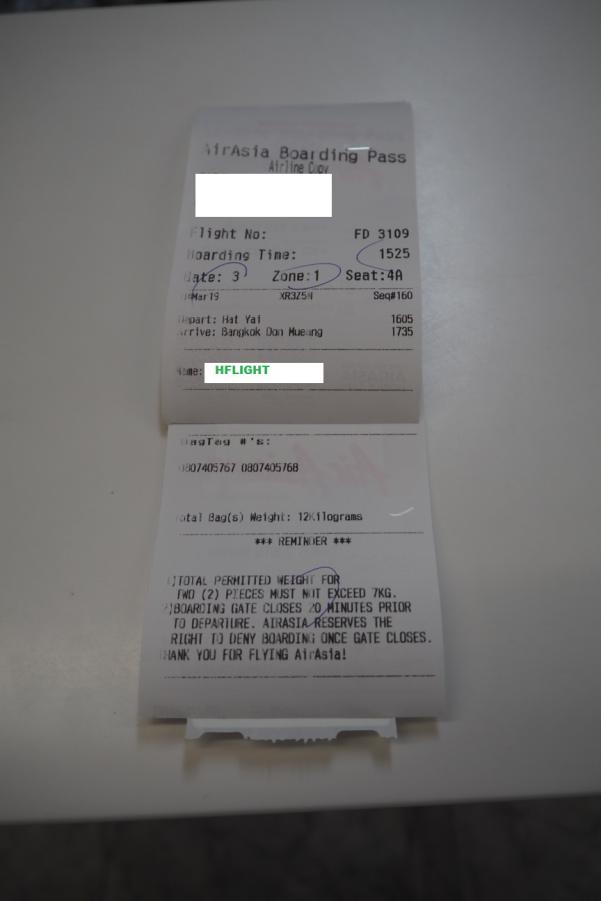 AirAsia Boarding Pass
Airline Copy
Flight No: FD 3109
Boarding Time: 1525
Gate: 3 Zone:1 Seat:4A
Mar19 XR3Z5N Seq#160
Depart: Hat Yai 1605
Arrive: Bangkok Don Mueang 1735
Name: HFLIGHT
BagTag #'s:
0807405767 0807405768
Total Bag(s) Weight: 12Kilograms
*** REMINDER ***
1)TOTAL PERMITTED WEIGHT FOR
TWO (2) PIECES MUST NOT EXCEED 7KG.
2)BOARDING GATE CLOSES 20 MINUTES PRIOR
TO DEPARTURE. AIRASIA RESERVES THE
RIGHT TO DENY BOARDING ONCE GATE CLOSES.
THANK YOU FOR FLYING AirAsia!